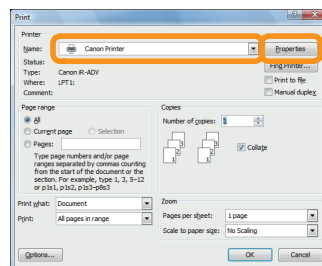 Print
Printer
Name:
Canon Printer
Properties
Status:
Type: Canon iR-ADV
Find Printer...
Where: LPT1:
Print to file
Comment:
Manual duplex
Page range
All
Current page
Selection
Pages:
Type page numbers and/or page
ranges separated by commas counting
from the start of the document or the
section. For example, type 1, 3, 5–12
or p1s1, p1s2, p1s3–p8s3
Copies
Number of copies: 1
Collate
Print what: Document
Print: All pages in range
Zoom
Pages per sheet: 1 page
Scale to paper size: No Scaling
Options...
OK
Cancel